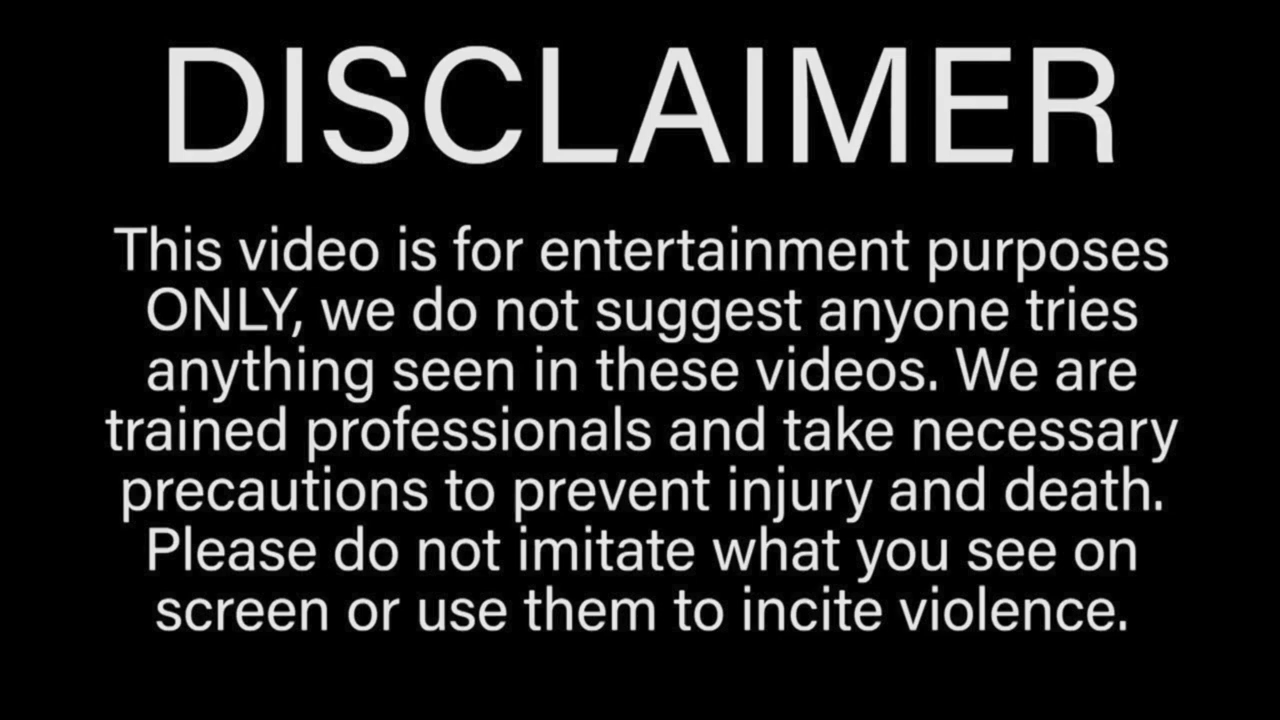 DISCLAIMER
This video is for entertainment purposes
ONLY, we do not suggest anyone tries
anything seen in these videos. We are
trained professionals and take necessary
precautions to prevent injury and death.
Please do not imitate what you see on
screen or use them to incite violence.